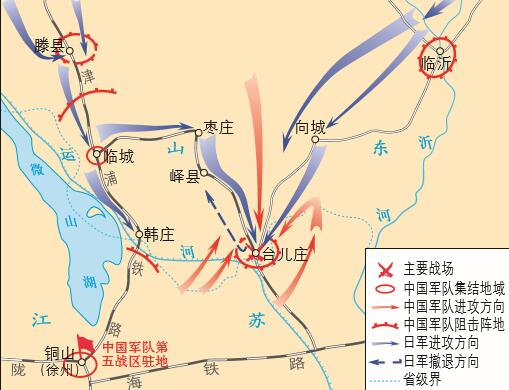 滕县
临沂
津
枣庄
向城
运
临城
山
东
沂
微
山
湖
峄县
浦
韩庄
河
台儿庄
河
铁
江
苏
路
铜山
(徐州)
中国军队第
五战区驻地
陇
海
铁
路
主要战场
中国军队集结地域
中国军队进攻方向
中国军队阻击阵地
日军进攻方向
日军撤退方向
省级界